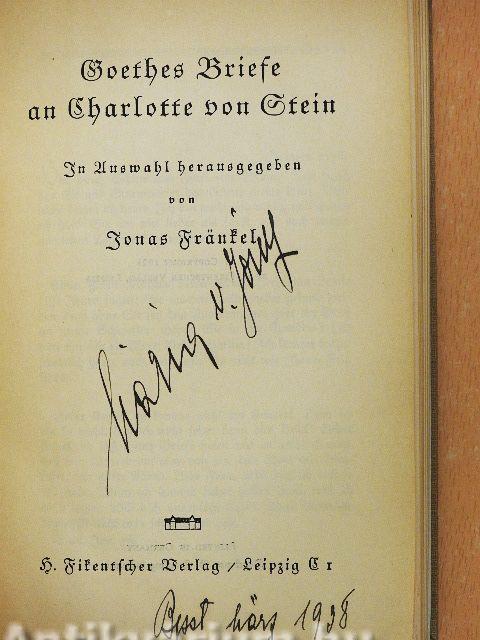 Goethes Briefe
an Charlotte von Stein
In Auswahl herausgegeben
von
Jonas Fränkel
H. Fikentscher Verlag / Leipzig C 1
1938